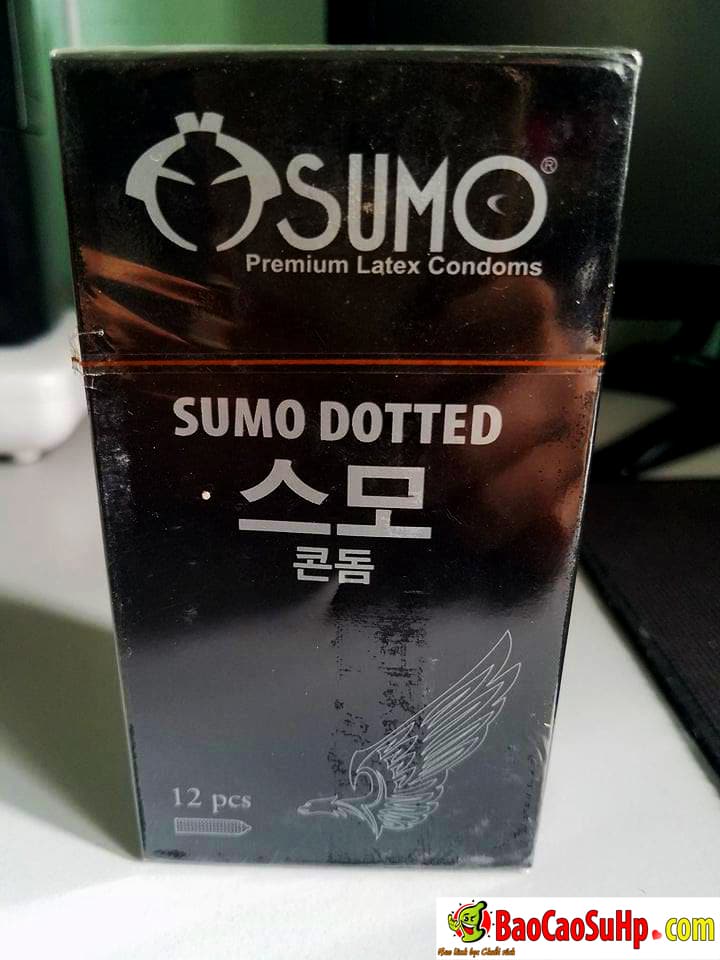 SUMO®
Premium Latex Condoms
SUMO DOTTED
스모
콘돔
12 pcs
BaoCaoSuHp.com